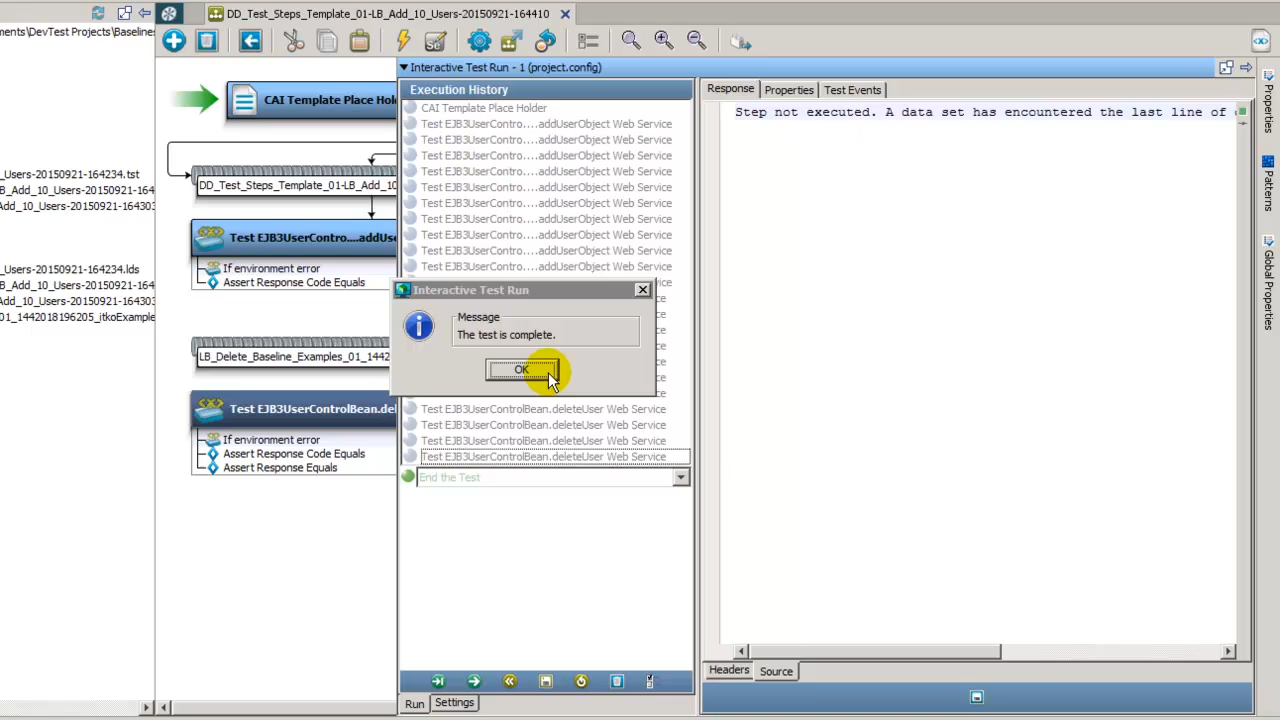 DD_Test_Steps_Template_01-LB_Add_10_Users-20150921-164410
ments\DevTest Projects\Baselines
Se
Interactive Test Run - 1 (project.config)
Execution History
Response
Properties
Test Events
CAI Template Place Hol
CAI Template Place Holder
Step not executed. A data set has encountered the last line of
Test EJB3UserContro....addUserObject Web Service
Test EJB3UserContro....addUserObject Web Service
Test EJB3UserContro....addUserObject Web Service
Test EJB3UserContro....addUserObject Web Service
Test EJB3UserContro....addUserObject Web Service
Test EJB3UserContro....addUserObject Web Service
Test EJB3UserContro....addUserObject Web Service
Test EJB3UserContro....addUserObject Web Service
Test EJB3UserContro....addUserObject Web Service
Test EJB3UserContro....addUserObject Web Service
_Users-20150921-164234.tst
B_Add_10_Users-20150921-164
Add_10_Users-20150921-164303
DD_Test_Steps_Template_01-LB_Add_10
Test EJB3UserContro....addUse
If environment error
Assert Response Code Equals
_Users-20150921-164234.lds
B_Add_10_Users-20150921-164
Add_10_Users-20150921-164303
01_1442018196205_itkoExample
Interactive Test Run
Message
The test is complete.
OK
LB_Delete_Baseline_Examples_01_1442
Test EJB3UserControlBean.del
If environment error
Assert Response Code Equals
Assert Response Equals
Test EJB3UserControlBean.deleteUser Web Service
Test EJB3UserControlBean.deleteUser Web Service
Test EJB3UserControlBean.deleteUser Web Service
Test EJB3UserControlBean.deleteUser Web Service
End the Test
Headers
Source
Run
Settings
Properties
Patterns
Global Properties